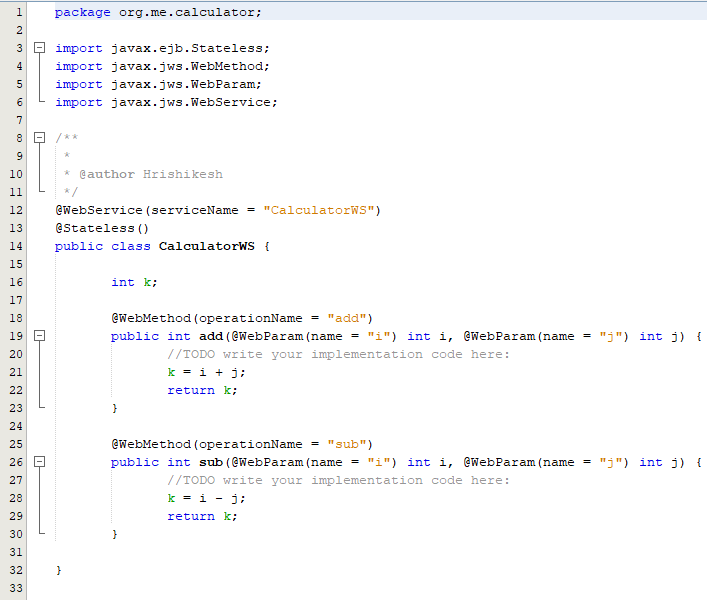 1 package org.me.calculator;
2
3 import javax.ejb.Stateless;
4 import javax.jws.WebMethod;
5 import javax.jws.WebParam;
6 import javax.jws.WebService;
7
8 /**
9 *
10 * @author Hrishikesh
11 */
12 @WebService(serviceName = "CalculatorWS")
13 @Stateless()
14 public class CalculatorWS {
15
16 int k;
17
18 @WebMethod(operationName = "add")
19 public int add(@WebParam(name = "i") int i, @WebParam(name = "j") int j) {
20 //TODO write your implementation code here:
21 k = i + j;
22 return k;
23 }
24
25 @WebMethod(operationName = "sub")
26 public int sub(@WebParam(name = "i") int i, @WebParam(name = "j") int j) {
27 //TODO write your implementation code here:
28 k = i - j;
29 return k;
30 }
31
32 }
33